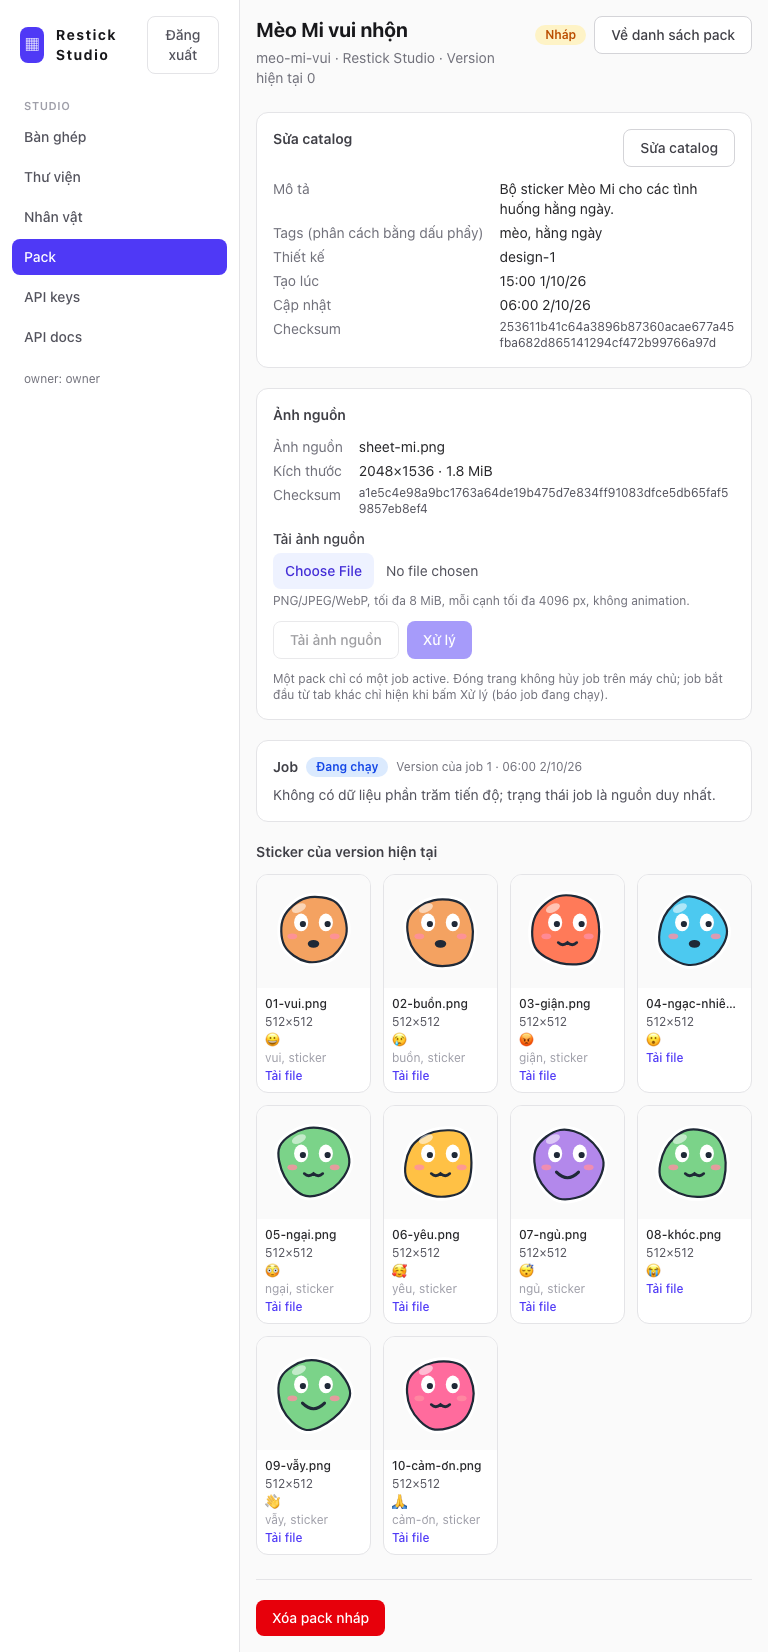 Restick
Studio
Đăng
xuất
STUDIO
Bàn ghép
Thư viện
Nhân vật
Pack
API keys
API docs
owner: owner
Mèo Mi vui nhộn
meo-mi-vui · Restick Studio · Version
hiện tại 0
Nháp
Về danh sách pack
Sửa catalog
Sửa catalog
Mô tả
Bộ sticker Mèo Mi cho các tình
huống hằng ngày.
Tags (phân cách bằng dấu phẩy)
mèo, hằng ngày
Thiết kế
design-1
Tạo lúc
15:00 1/10/26
Cập nhật
06:00 2/10/26
Checksum
253611b41c64a3896b87360acae677a45
fba682d865141294cf472b99766a97d
Ảnh nguồn
Ảnh nguồn
sheet-mi.png
Kích thước
2048×1536 · 1.8 MiB
Checksum
a1e5c4e98a9bc1763a64de19b475d7e834ff91083dfce5db65faf5
9857eb8ef4
Tải ảnh nguồn
Choose File
No file chosen
PNG/JPEG/WebP, tối đa 8 MiB, mỗi cạnh tối đa 4096 px, không animation.
Tải ảnh nguồn
Xử lý
Một pack chỉ có một job active. Đóng trang không hủy job trên máy chủ; job bắt
đầu từ tab khác chỉ hiện khi bấm Xử lý (báo job đang chạy).
Job
Đang chạy
Version của job 1 · 06:00 2/10/26
Không có dữ liệu phần trăm tiến độ; trạng thái job là nguồn duy nhất.
Sticker của version hiện tại
01-vui.png
512×512
😀
vui, sticker
Tải file
02-buồn.png
512×512
😢
buồn, sticker
Tải file
03-giận.png
512×512
😡
giận, sticker
Tải file
04-ngạc-nhiê...
512×512
😮
Tải file
05-ngại.png
512×512
😳
ngại, sticker
Tải file
06-yêu.png
512×512
🥰
yêu, sticker
Tải file
07-ngủ.png
512×512
😴
ngủ, sticker
Tải file
08-khóc.png
512×512
😭
Tải file
09-vẫy.png
512×512
👋
vẫy, sticker
Tải file
10-cảm-ơn.png
512×512
🙏
cảm-ơn, sticker
Tải file
Xóa pack nháp